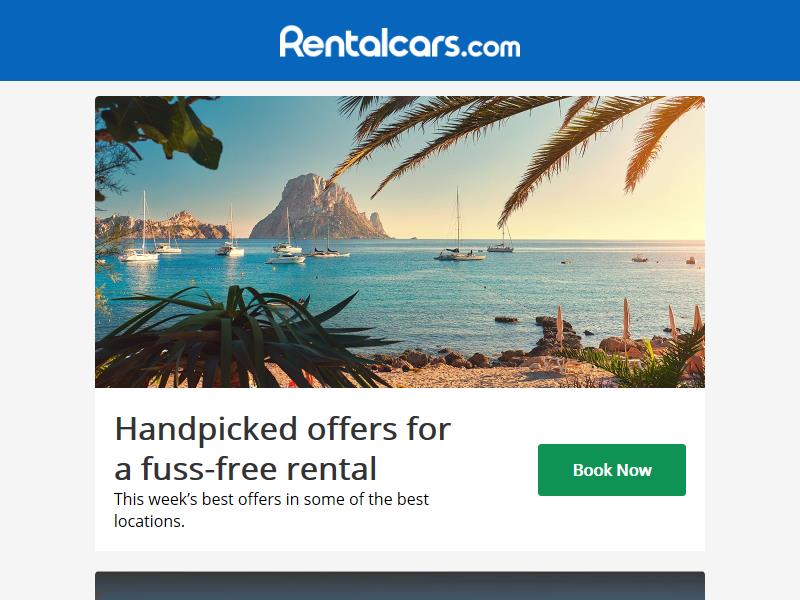 Rentalcars.com
Handpicked offers for
a fuss-free rental
This week’s best offers in some of the best
locations.
Book Now